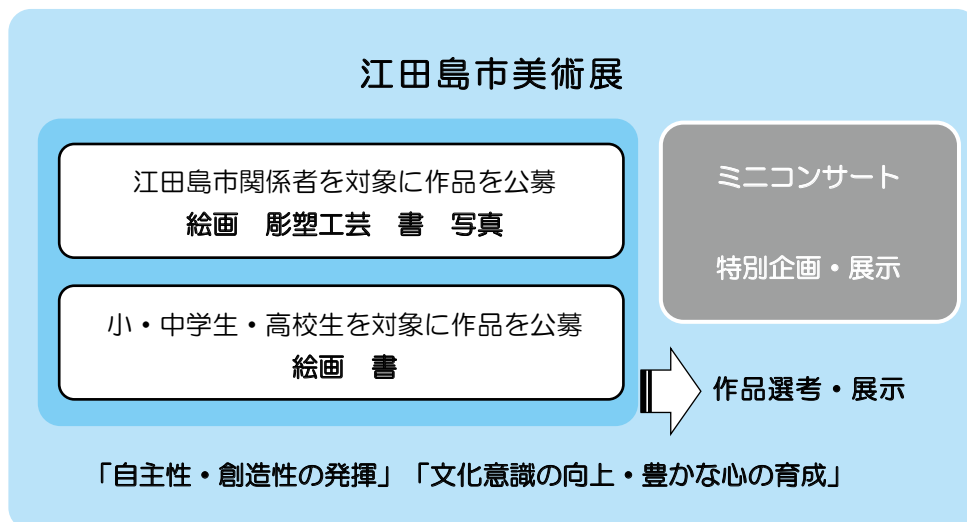 江田島市美術展
江田島市関係者を対象に作品を公募
絵画　彫塑工芸　書　写真
小・中学生・高校生を対象に作品を公募
絵画　書
ミニコンサート
特別企画・展示
作品選考・展示
「自主性・創造性の発揮」「文化意識の向上・豊かな心の育成」